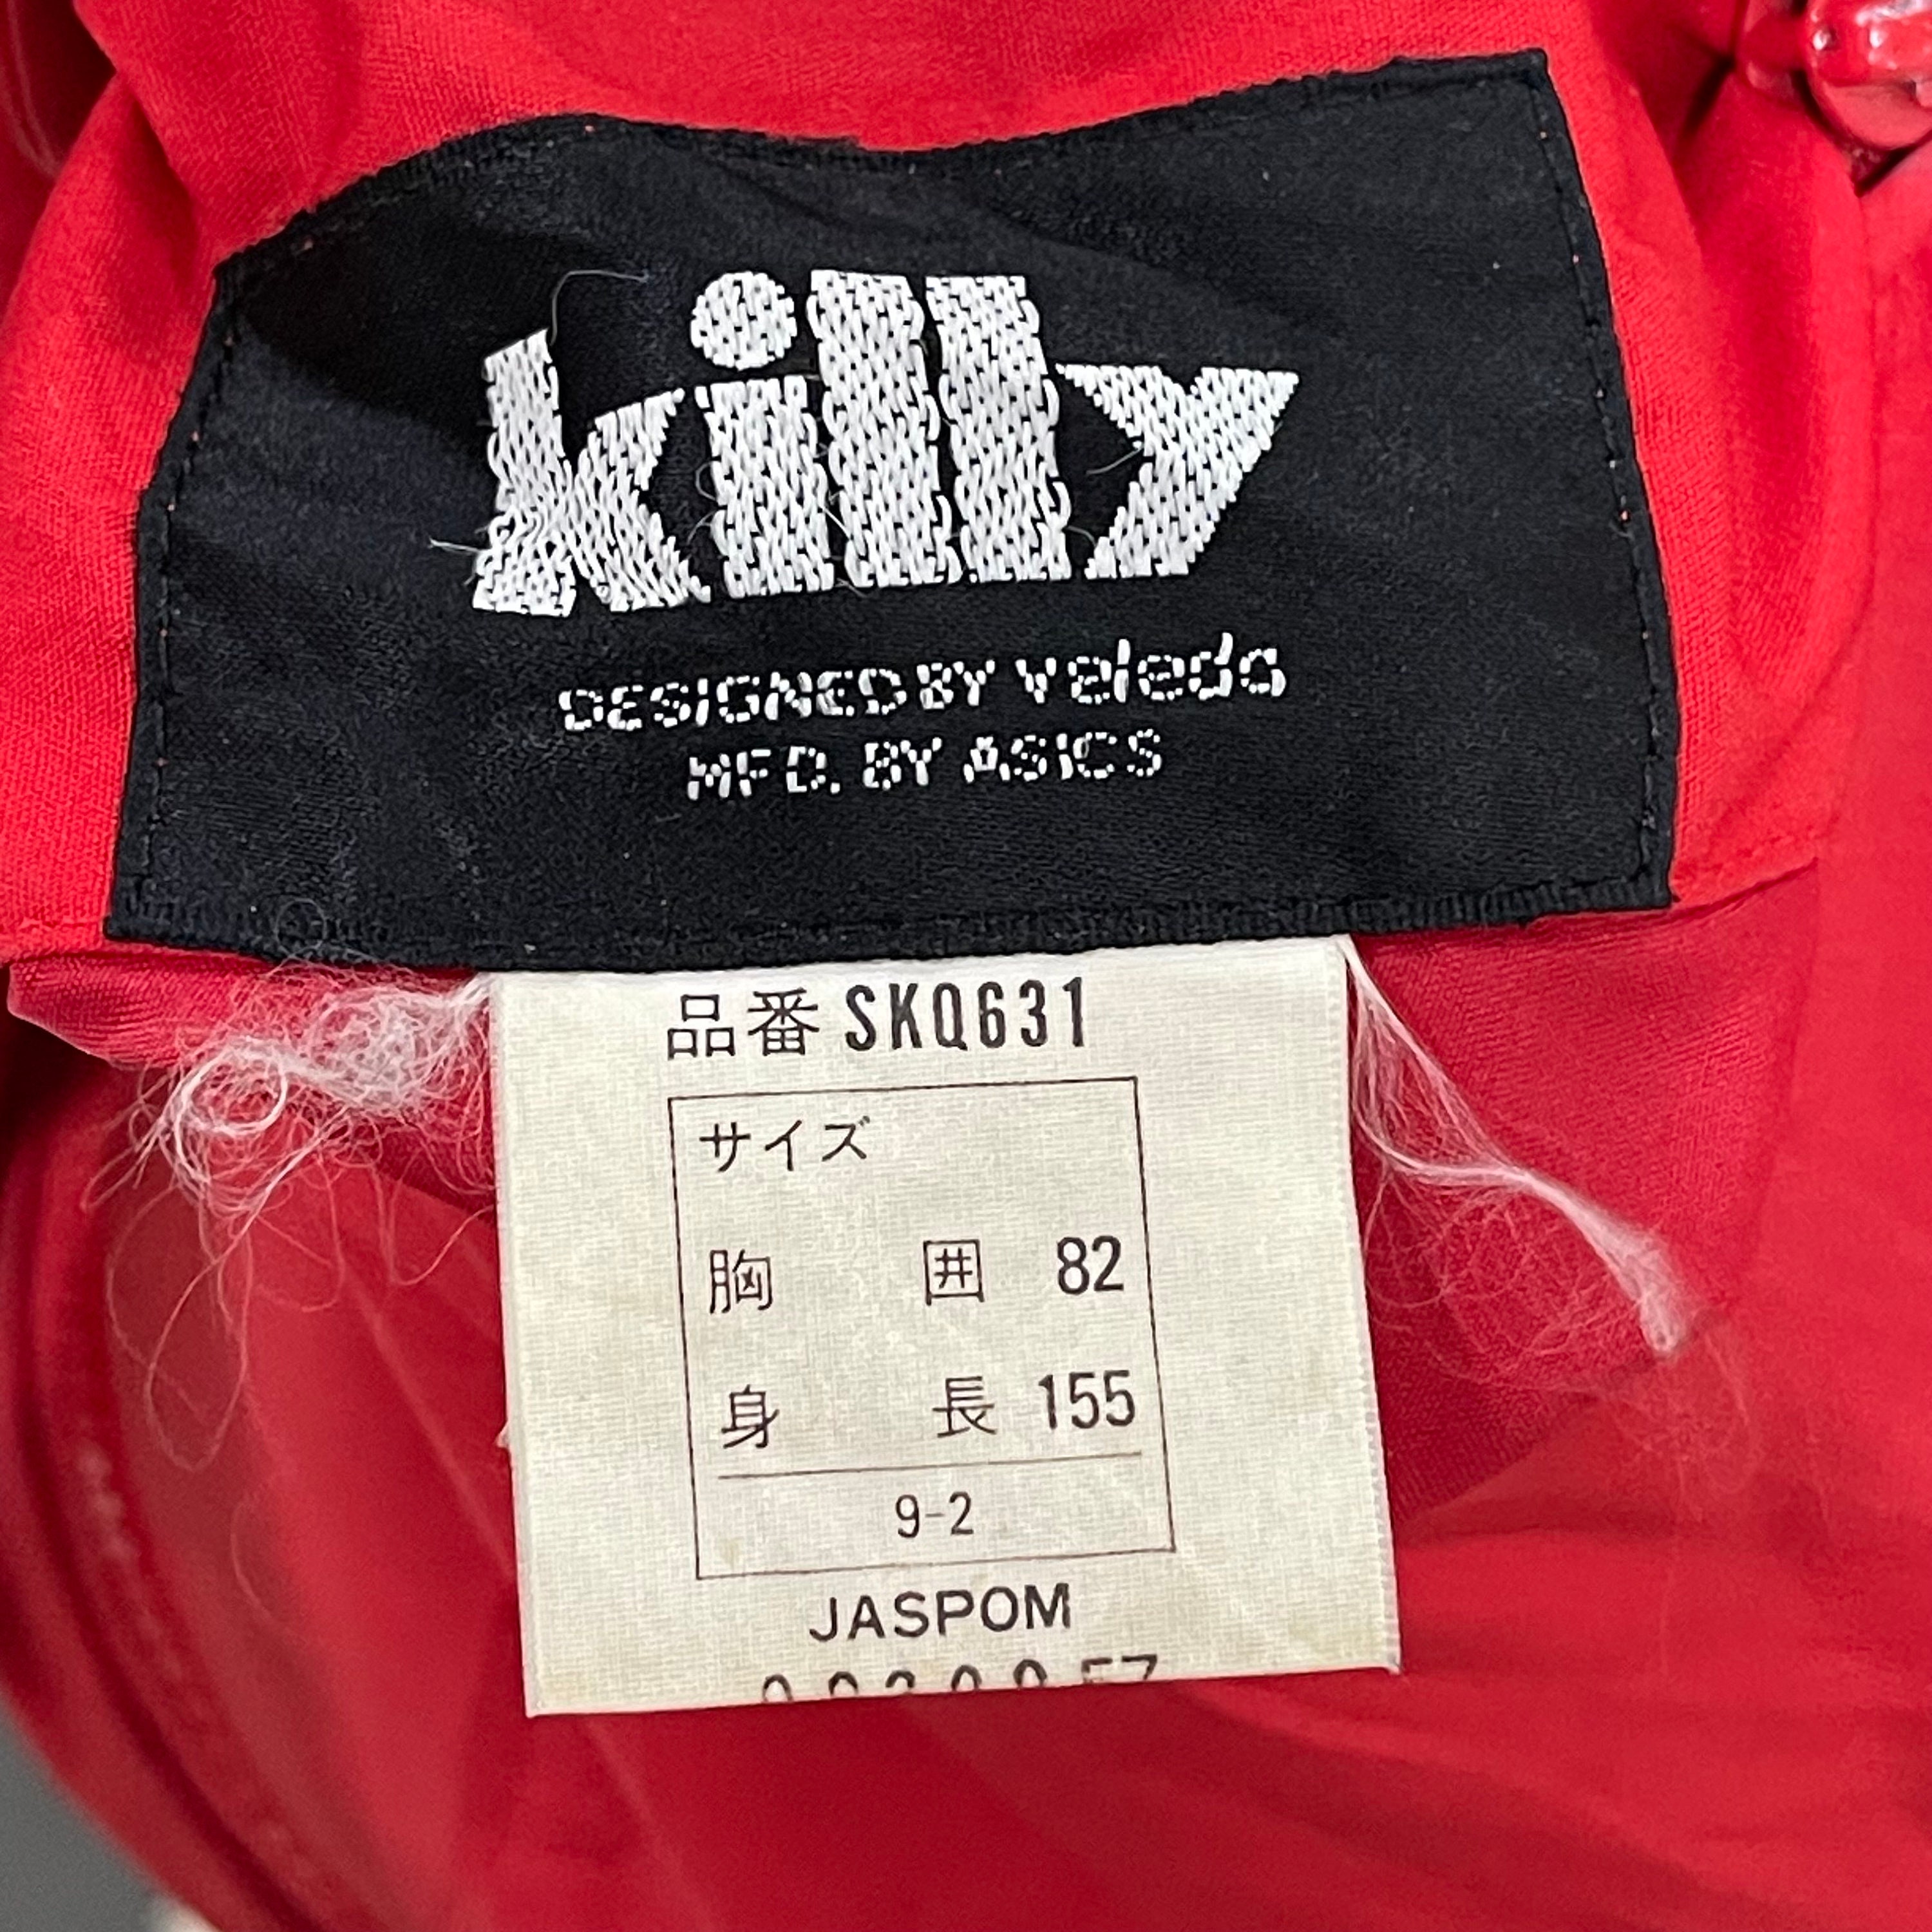 killy
DESIGNED BY veleda
MFD. BY ASICS
品番 SKQ631
サイズ
胸 囲 82
身 長 155
9-2
JASPOM